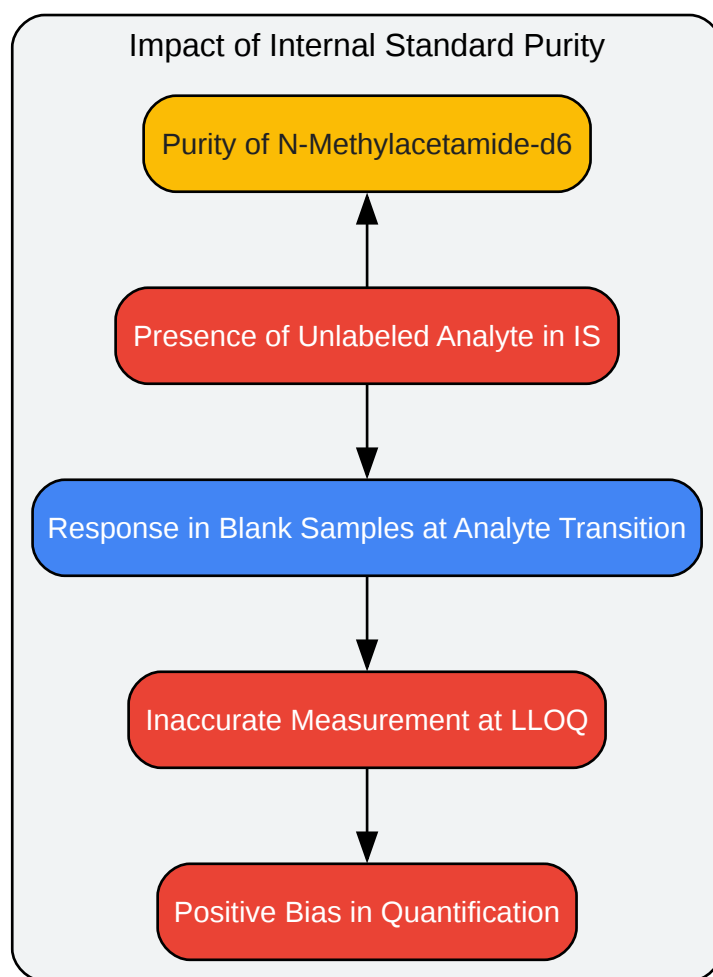 Impact of Internal Standard Purity
Purity of N-Methylacetamide-d6
Presence of Unlabeled Analyte in IS
Response in Blank Samples at Analyte Transition
Inaccurate Measurement at LLOQ
Positive Bias in Quantification